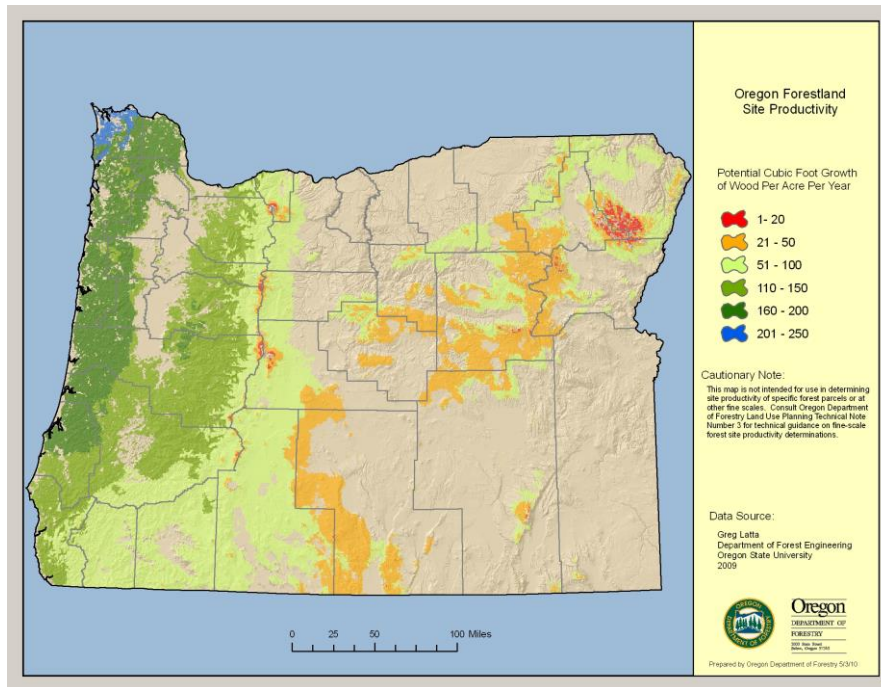 Oregon Forestland
Site Productivity
Potential Cubic Foot Growth
of Wood Per Acre Per Year
1- 20
21 - 50
51 - 100
110 - 150
160 - 200
201 - 250
Cautionary Note:
This map is not intended for use in determining
site productivity of specific forest parcels or at
other fine scales. Consult Oregon Department
of Forestry Land Use Planning Technical Note
Number 3 for technical guidance on fine-scale
forest site productivity determinations.
Data Source:
Greg Latta
Department of Forest Engineering
Oregon State University
2009
0 25 50 100 Miles
OREGON
DEPARTMENT OF FORESTRY
Oregon
DEPARTMENT OF
FORESTRY
Prepared by Oregon Department of Forestry 5/3/10